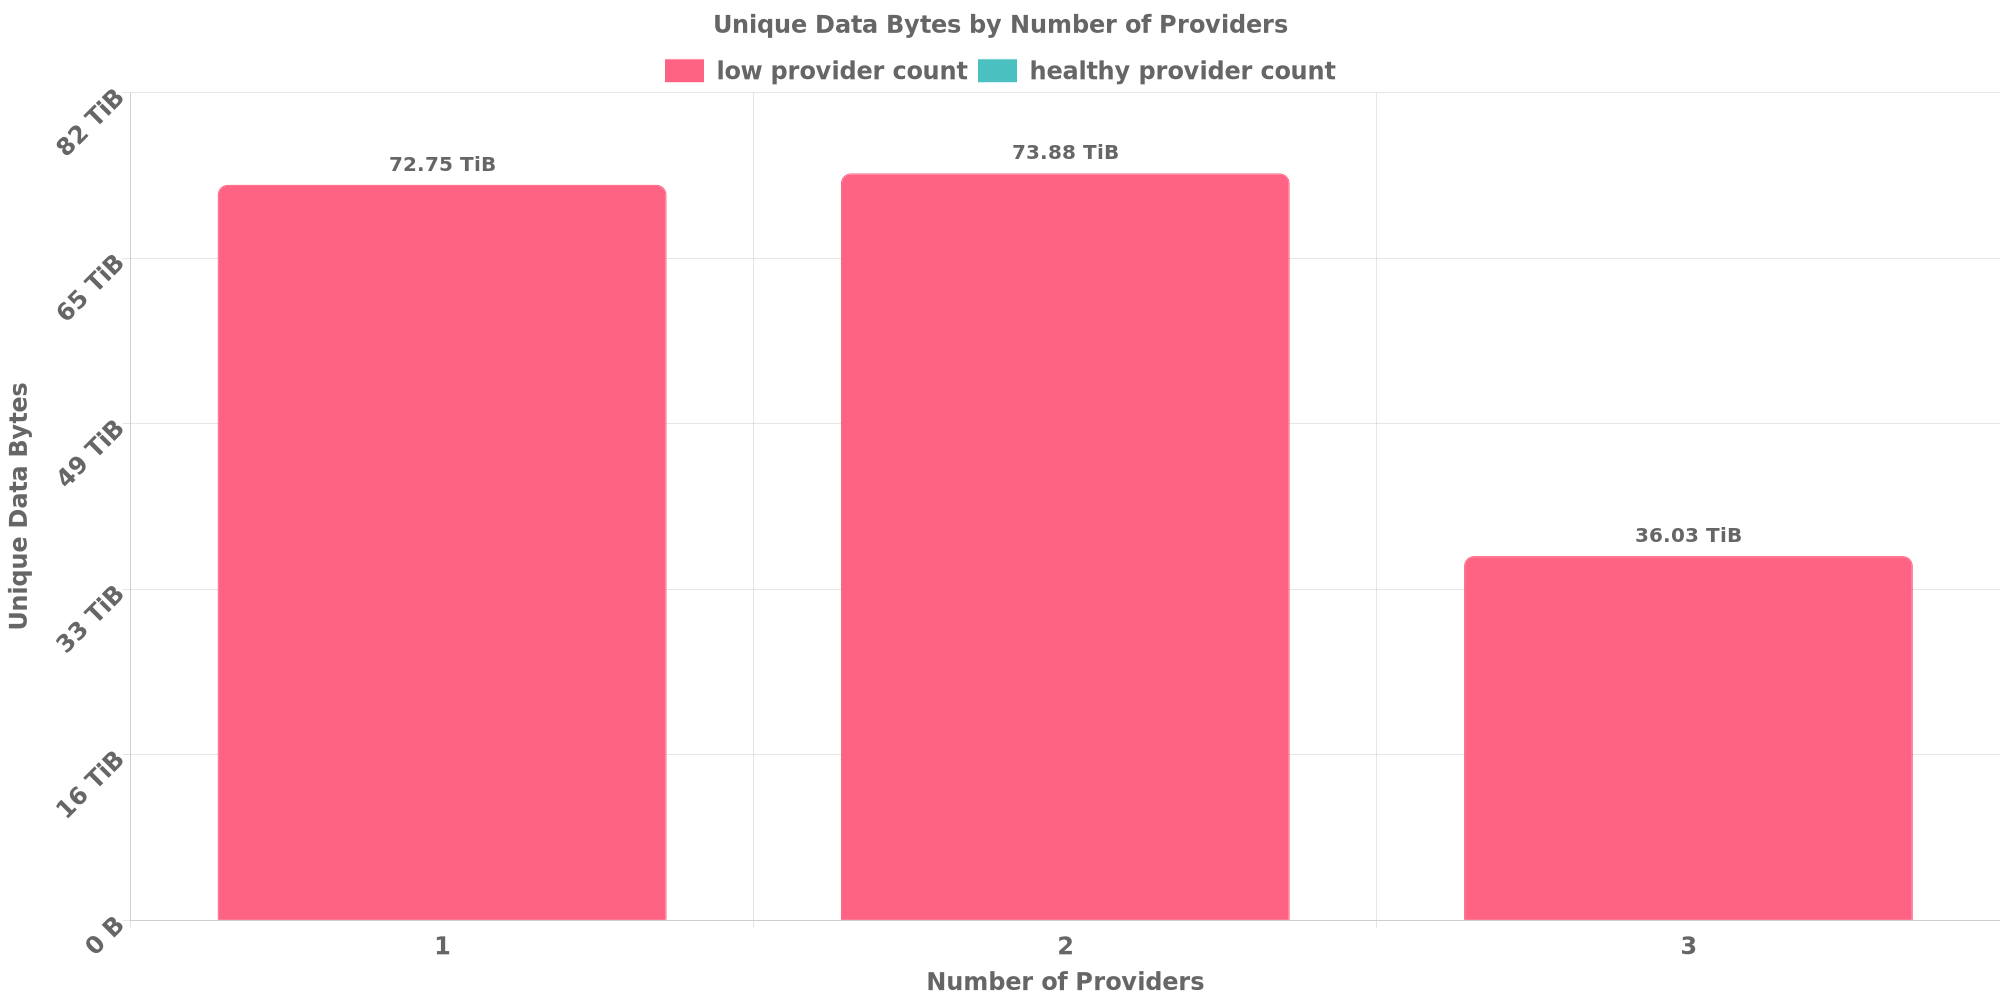 Unique Data Bytes by Number of Providers
low provider count healthy provider count
82 TiB
65 TiB
49 TiB
33 TiB
16 TiB
0 B
Unique Data Bytes
72.75 TiB
73.88 TiB
36.03 TiB
1 2 3
Number of Providers